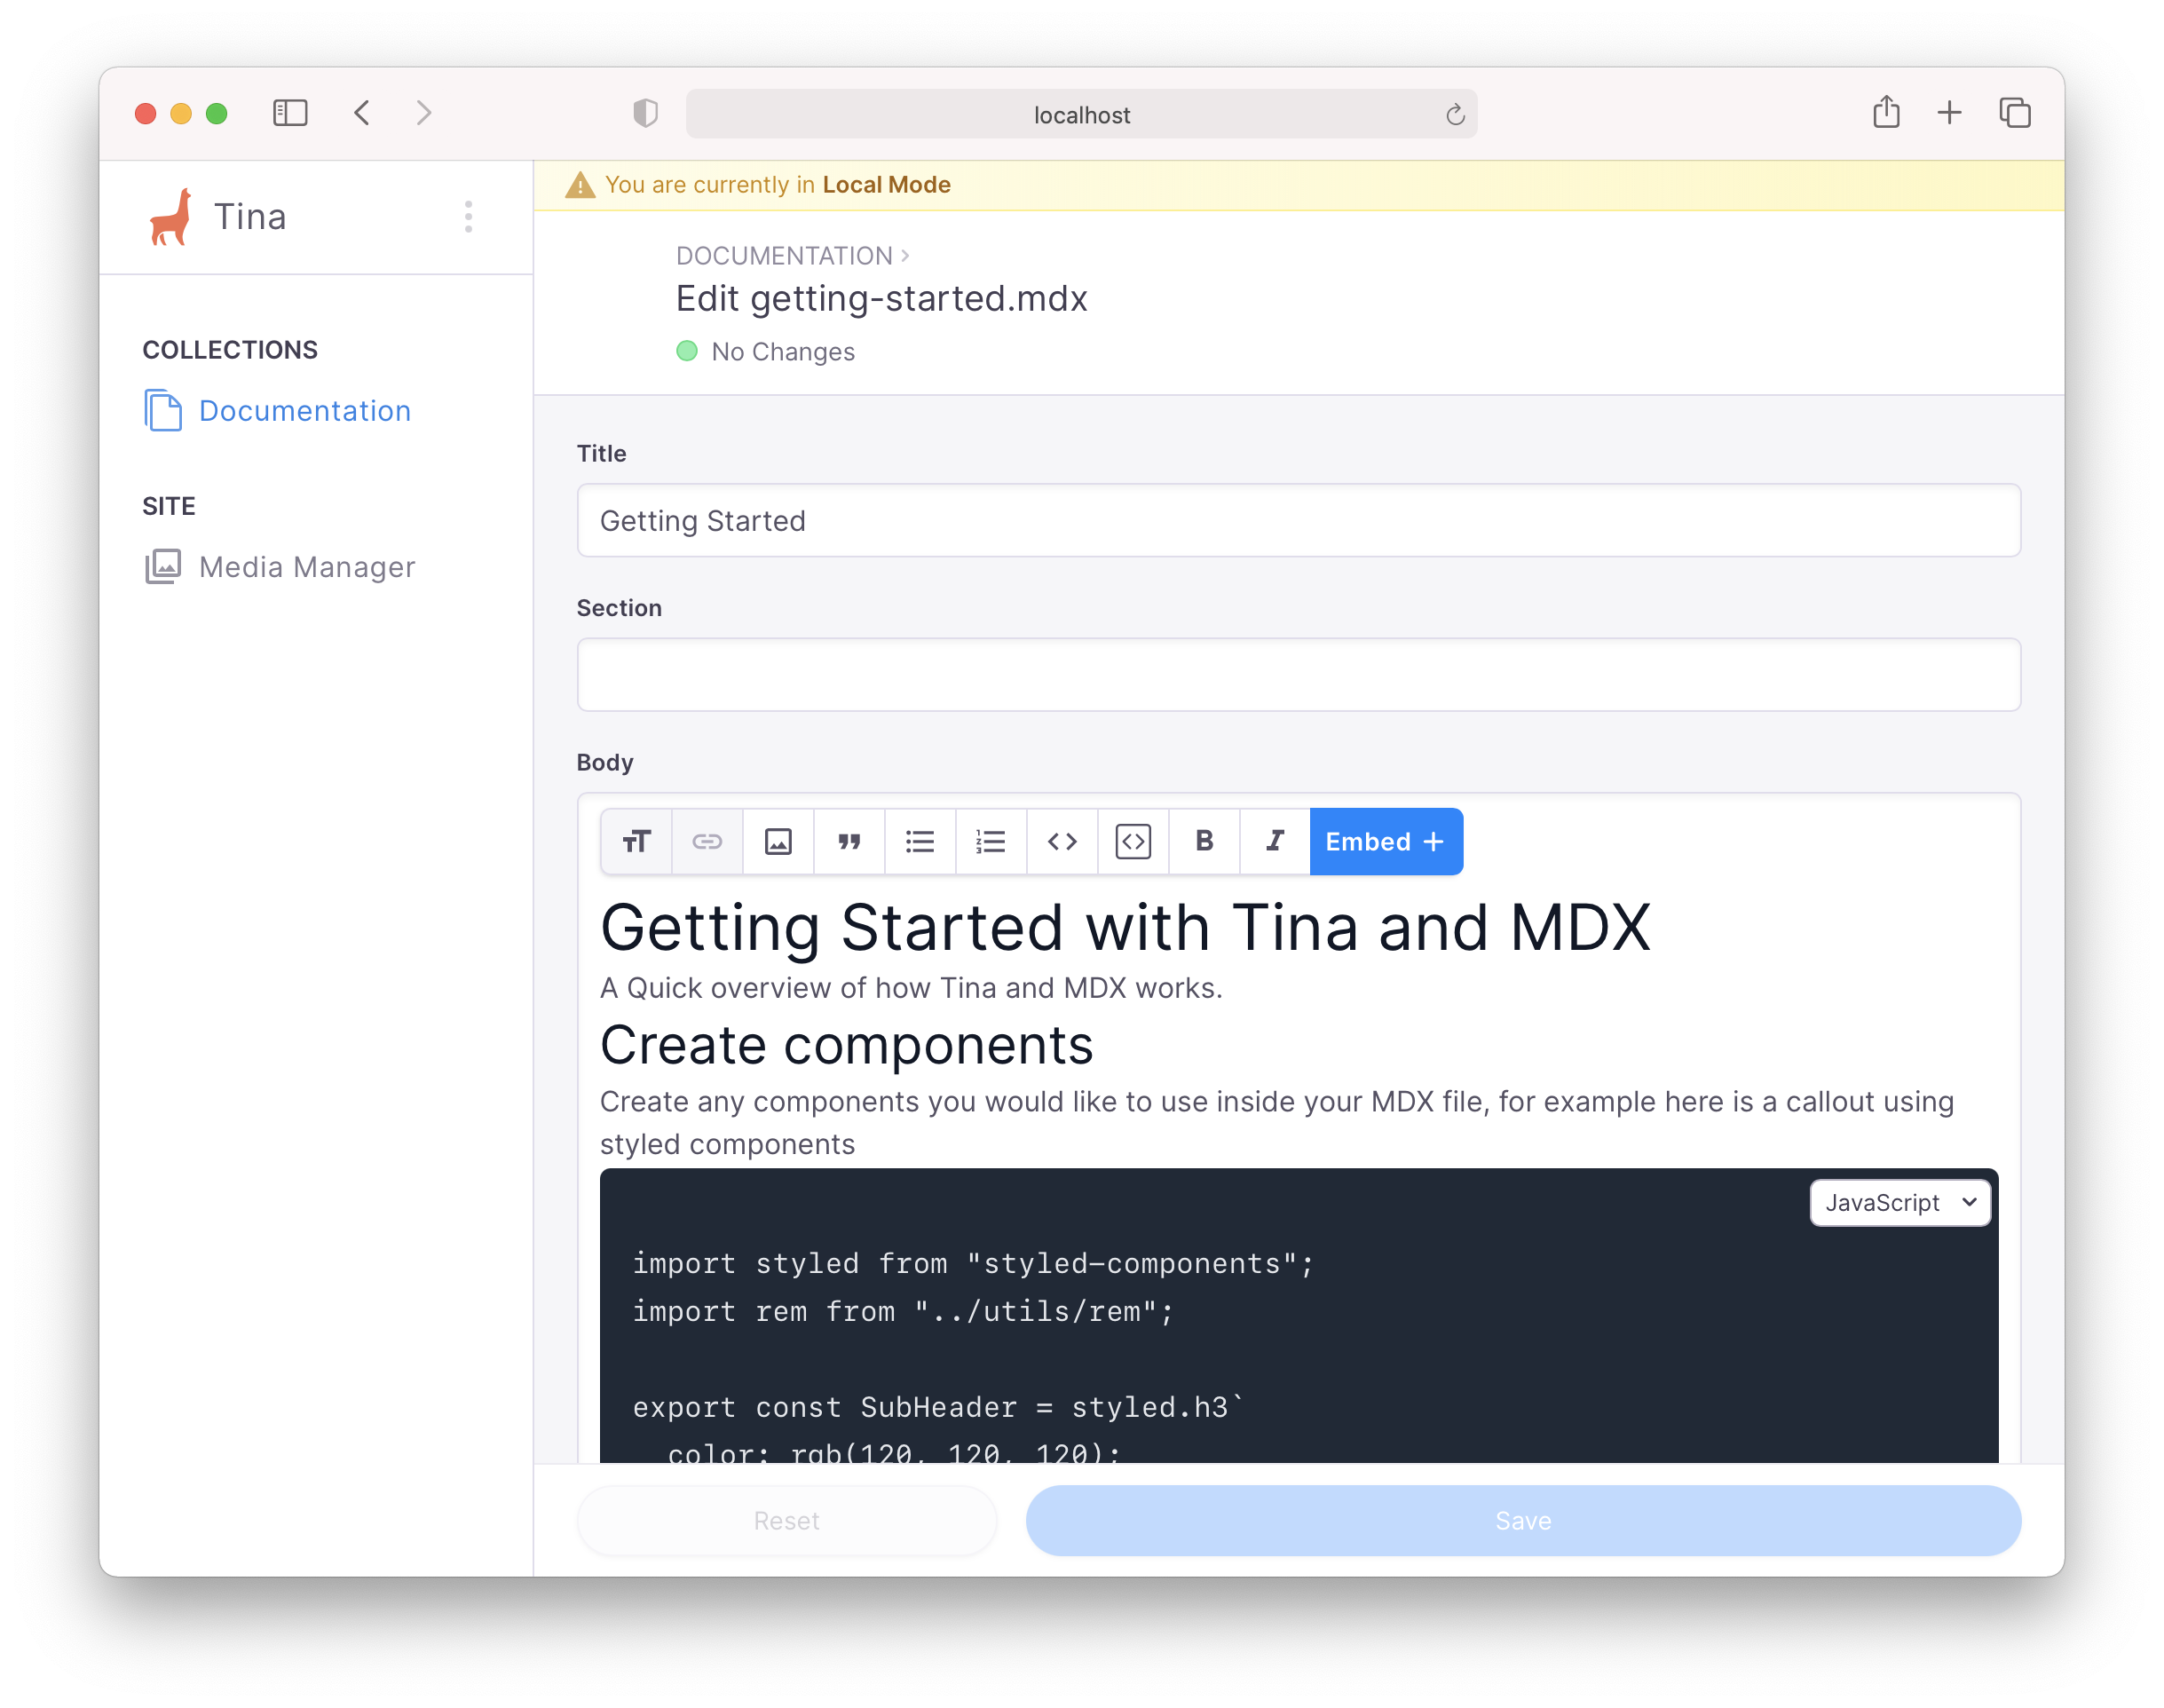 localhost
Tina
You are currently in Local Mode
COLLECTIONS
Documentation
SITE
Media Manager
DOCUMENTATION
Edit getting-started.mdx
No Changes
Title
Getting Started
Section
Body
B I Embed +
Getting Started with Tina and MDX
A Quick overview of how Tina and MDX works.
Create components
Create any components you would like to use inside your MDX file, for example here is a callout using
styled components
JavaScript
import styled from "styled-components";
import rem from "../utils/rem";
export const SubHeader = styled.h3`
color: rgb(120, 120, 120);
Reset
Save